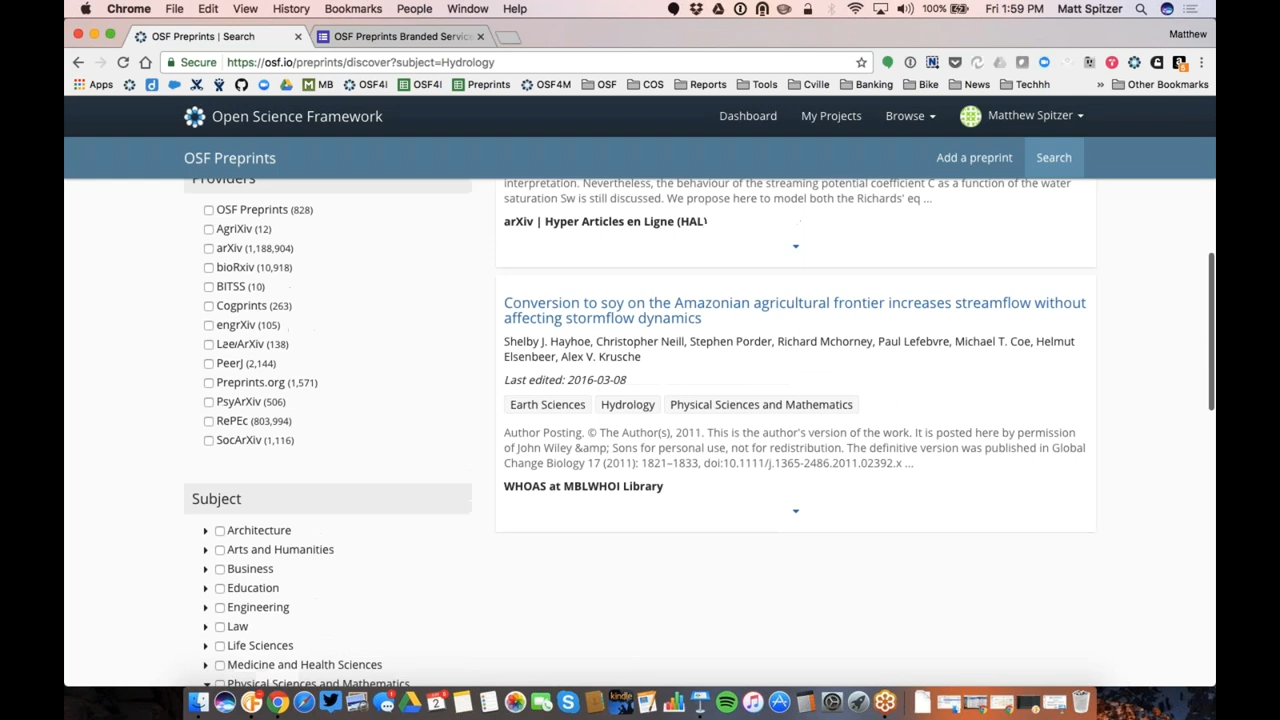 Chrome File Edit View History Bookmarks People Window Help 100% Fri 1:59 PM Matt Spitzer
OSF Preprints | Search OSF Preprints Branded Service Matthew
Secure https://osf.io/preprints/discover?subject=Hydrology
Apps MB OSF4I OSF4I Preprints OSF4M OSF COS Reports Tools Cville Banking Bike News Techhh » Other Bookmarks
Open Science Framework Dashboard My Projects Browse Matthew Spitzer
OSF Preprints Add a preprint Search
Providers
OSF Preprints (828)
AgriXiv (12)
arXiv (1,188,904)
bioRxiv (10,918)
BITSS (10)
Cogprints (263)
engrXiv (105)
LawArXiv (138)
PeerJ (2,144)
Preprints.org (1,571)
PsyArXiv (506)
RePEc (803,994)
SocArXiv (1,116)
Subject
Architecture
Arts and Humanities
Business
Education
Engineering
Law
Life Sciences
Medicine and Health Sciences
Physical Sciences and Mathematics
interpretation. Nevertheless, the behaviour of the streaming potential coefficient C as a function of the water
saturation Sw is still discussed. We propose here to model both the Richards' eq ...
arXiv | Hyper Articles en Ligne (HAL)
Conversion to soy on the Amazonian agricultural frontier increases streamflow without
affecting stormflow dynamics
Shelby J. Hayhoe, Christopher Neill, Stephen Porder, Richard Mchorney, Paul Lefebvre, Michael T. Coe, Helmut
Elsenbeer, Alex V. Krusche
Last edited: 2016-03-08
Earth Sciences Hydrology Physical Sciences and Mathematics
Author Posting. © The Author(s), 2011. This is the author's version of the work. It is posted here by permission
of John Wiley &amp; Sons for personal use, not for redistribution. The definitive version was published in Global
Change Biology 17 (2011): 1821–1833, doi:10.1111/j.1365-2486.2011.02392.x ...
WHOAS at MBLWHOI Library
kindle